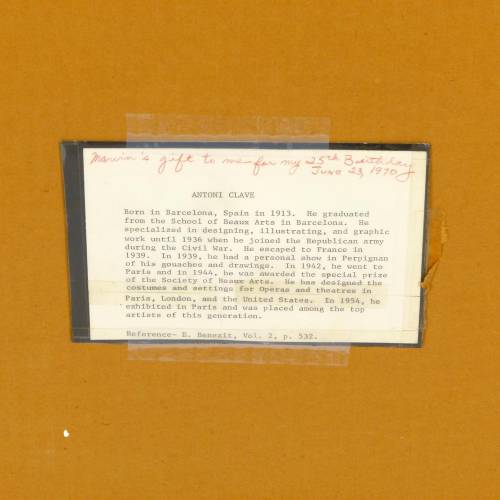 Marvin's gift to me for my 25th Birthday
JUNE 23, 1970
ANTONI CLAVE
Born in Barcelona, Spain in 1913. He graduated
from the School of Beaux Arts in Barcelona. He
specialized in designing, illustrating, and graphic
work until 1936 when he joined the Republican army
during the Civil War. He escaped to France in
1939. In 1939, he had a personal show in Perpignan
of his gouaches and drawings. In 1942, he went to
Paris and in 1944, he was awarded the special prize
of the Society of Beaux Arts. He has designed the
costumes and settings for Operas and theatres in
Paris, London, and the United States. In 1954, he
exhibited in Paris and was placed among the top
artists of this generation.
Reference- E. Benezit, Vol. 2, p. 532.